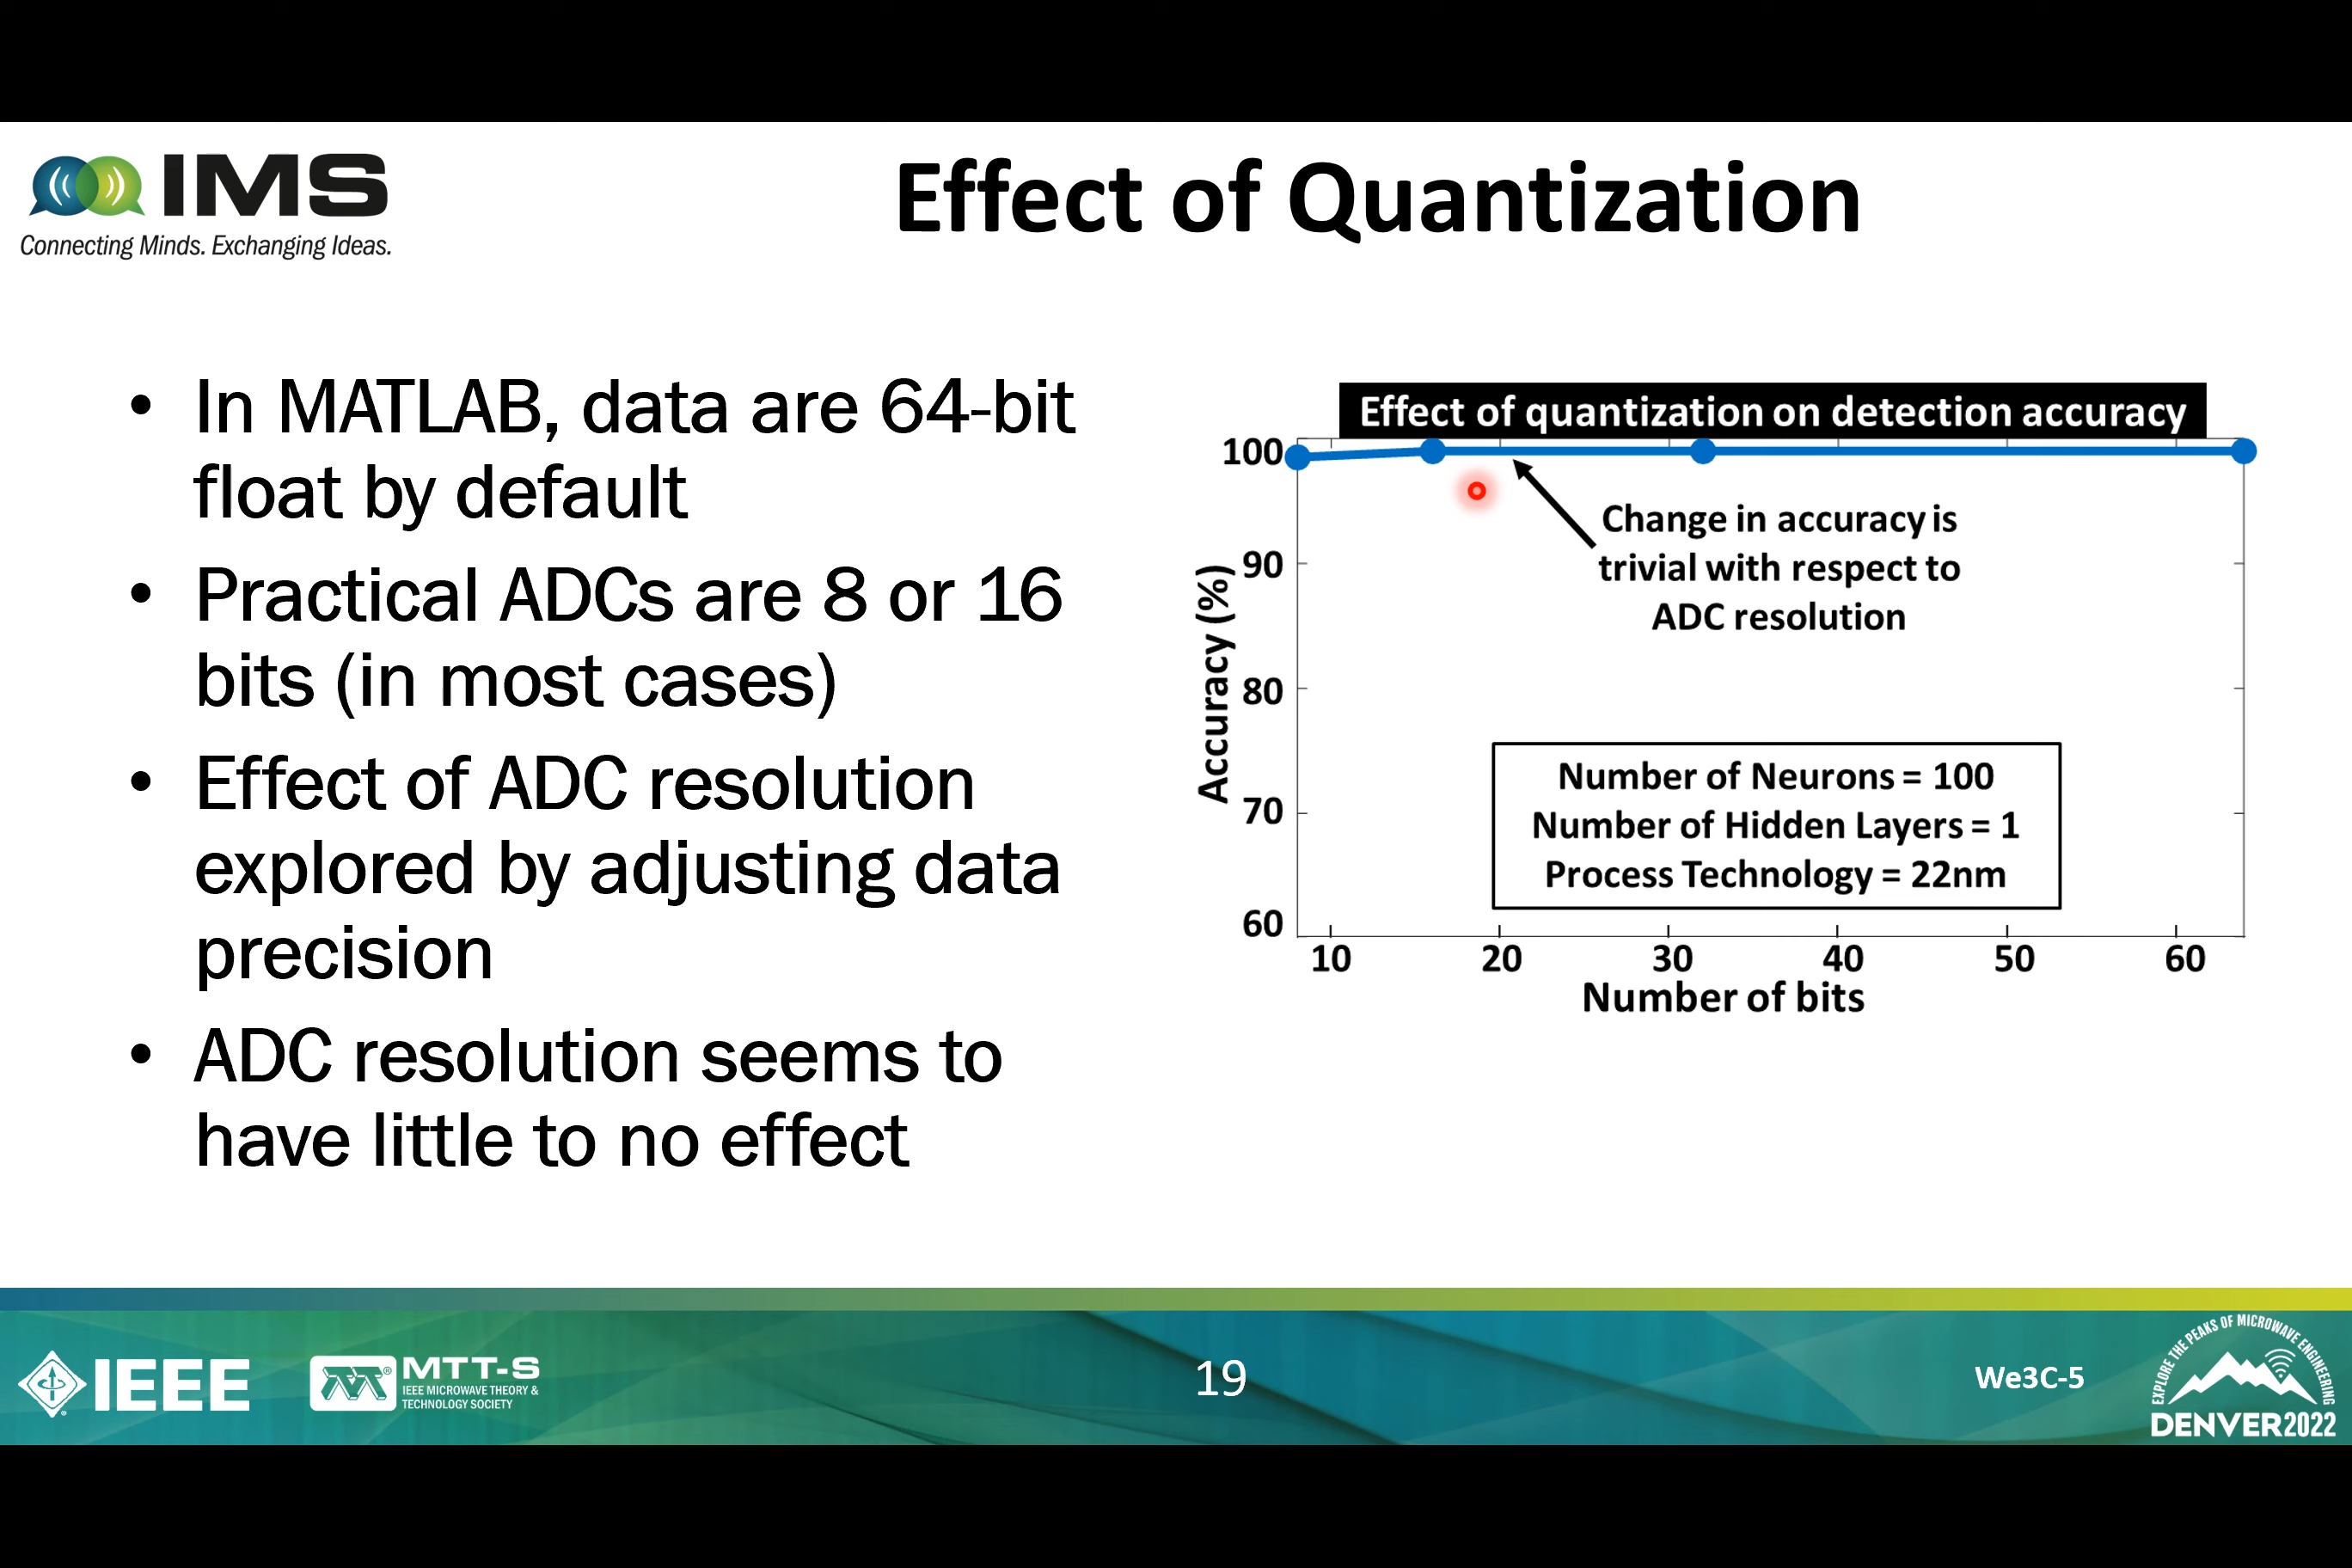 IMS
Connecting Minds. Exchanging Ideas.
Effect of Quantization
• In MATLAB, data are 64-bit
float by default
• Practical ADCs are 8 or 16
bits (in most cases)
• Effect of ADC resolution
explored by adjusting data
precision
• ADC resolution seems to
have little to no effect
Effect of quantization on detection accuracy
100
90
80
70
60
Accuracy (%)
Change in accuracy is
trivial with respect to
ADC resolution
Number of Neurons = 100
Number of Hidden Layers = 1
Process Technology = 22nm
10 20 30 40 50 60
Number of bits
IEEE
MTT-S
IEEE MICROWAVE THEORY &
TECHNOLOGY SOCIETY
19
We3C-5
EXPLORE THE PEAKS OF MICROWAVE ENGINEERING
DENVER2022